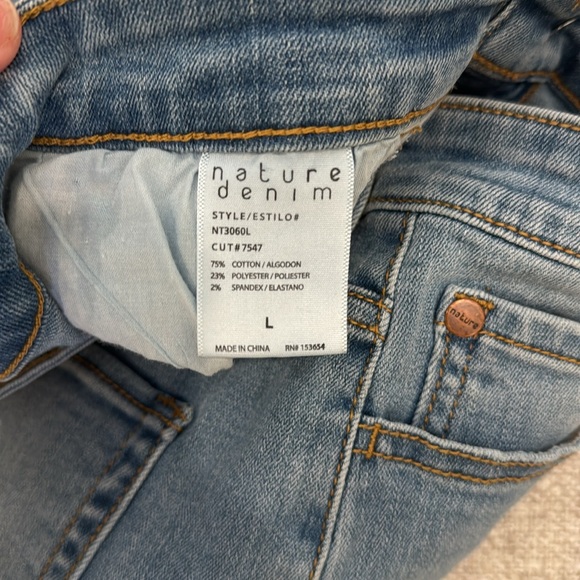 nature
denim
STYLE/ESTILO#
NT3060L
CUT#7547
75% COTTON / ALGODON
23% POLYESTER / POLIESTER
2% SPANDEX / ELASTANO
L
MADE IN CHINA RN# 153654
nature